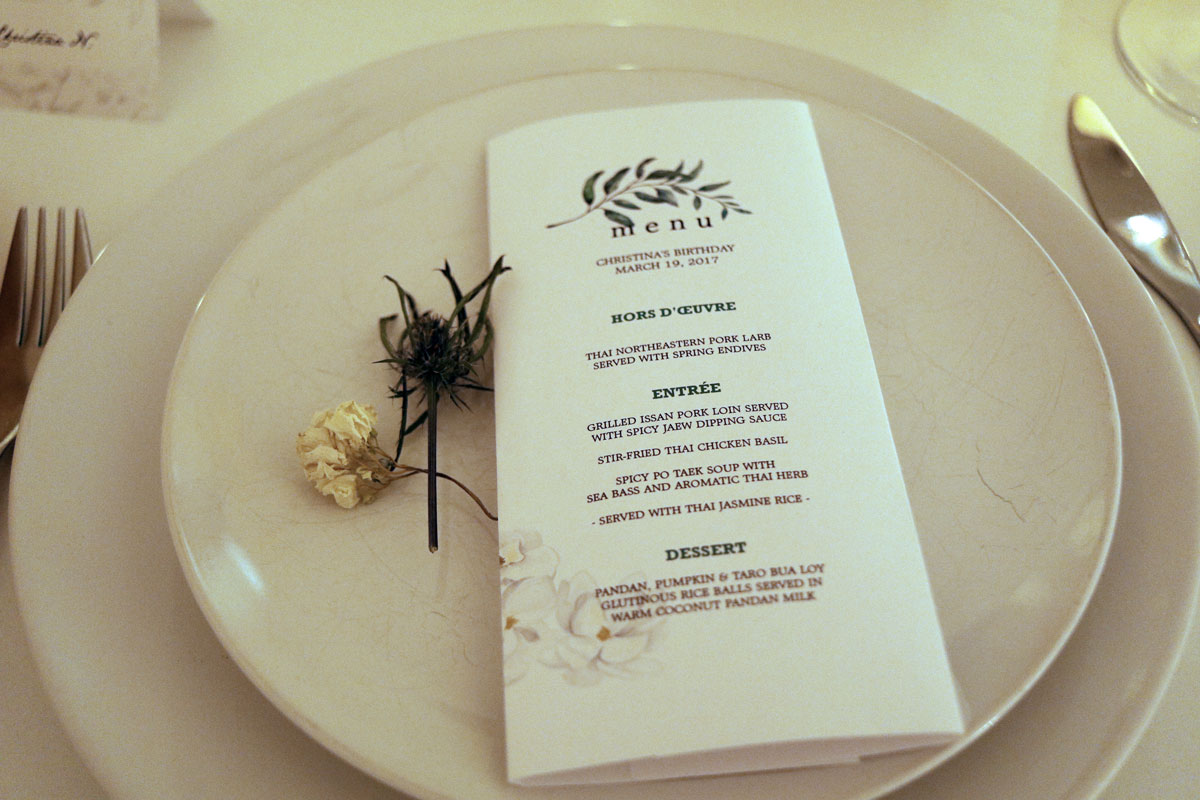 Christina N.
menu
CHRISTINA'S BIRTHDAY
MARCH 19, 2017
HORS D'ŒUVRE
THAI NORTHEASTERN PORK LARB
SERVED WITH SPRING ENDIVES
ENTRÉE
GRILLED ISSAN PORK LOIN SERVED
WITH SPICY JAEW DIPPING SAUCE
STIR-FRIED THAI CHICKEN BASIL
SPICY PO TAEK SOUP WITH
SEA BASS AND AROMATIC THAI HERB
- SERVED WITH THAI JASMINE RICE -
DESSERT
PANDAN, PUMPKIN & TARO BUA LOY
GLUTINOUS RICE BALLS SERVED IN
WARM COCONUT PANDAN MILK